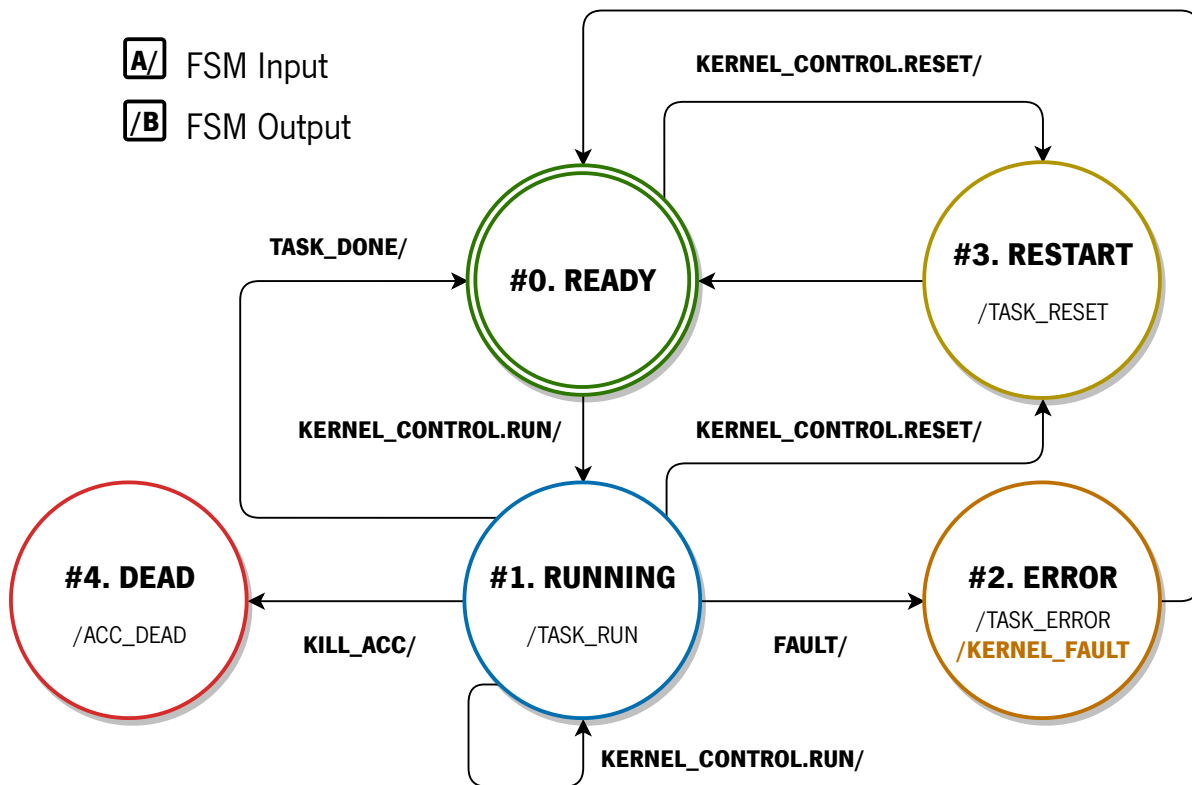 A/ FSM Input
/B FSM Output
KERNEL_CONTROL.RESET/
TASK_DONE/
#0. READY
#3. RESTART
/TASK_RESET
KERNEL_CONTROL.RUN/
KERNEL_CONTROL.RESET/
#4. DEAD
/ACC_DEAD
KILL_ACC/
#1. RUNNING
/TASK_RUN
FAULT/
#2. ERROR
/TASK_ERROR
/KERNEL_FAULT
KERNEL_CONTROL.RUN/